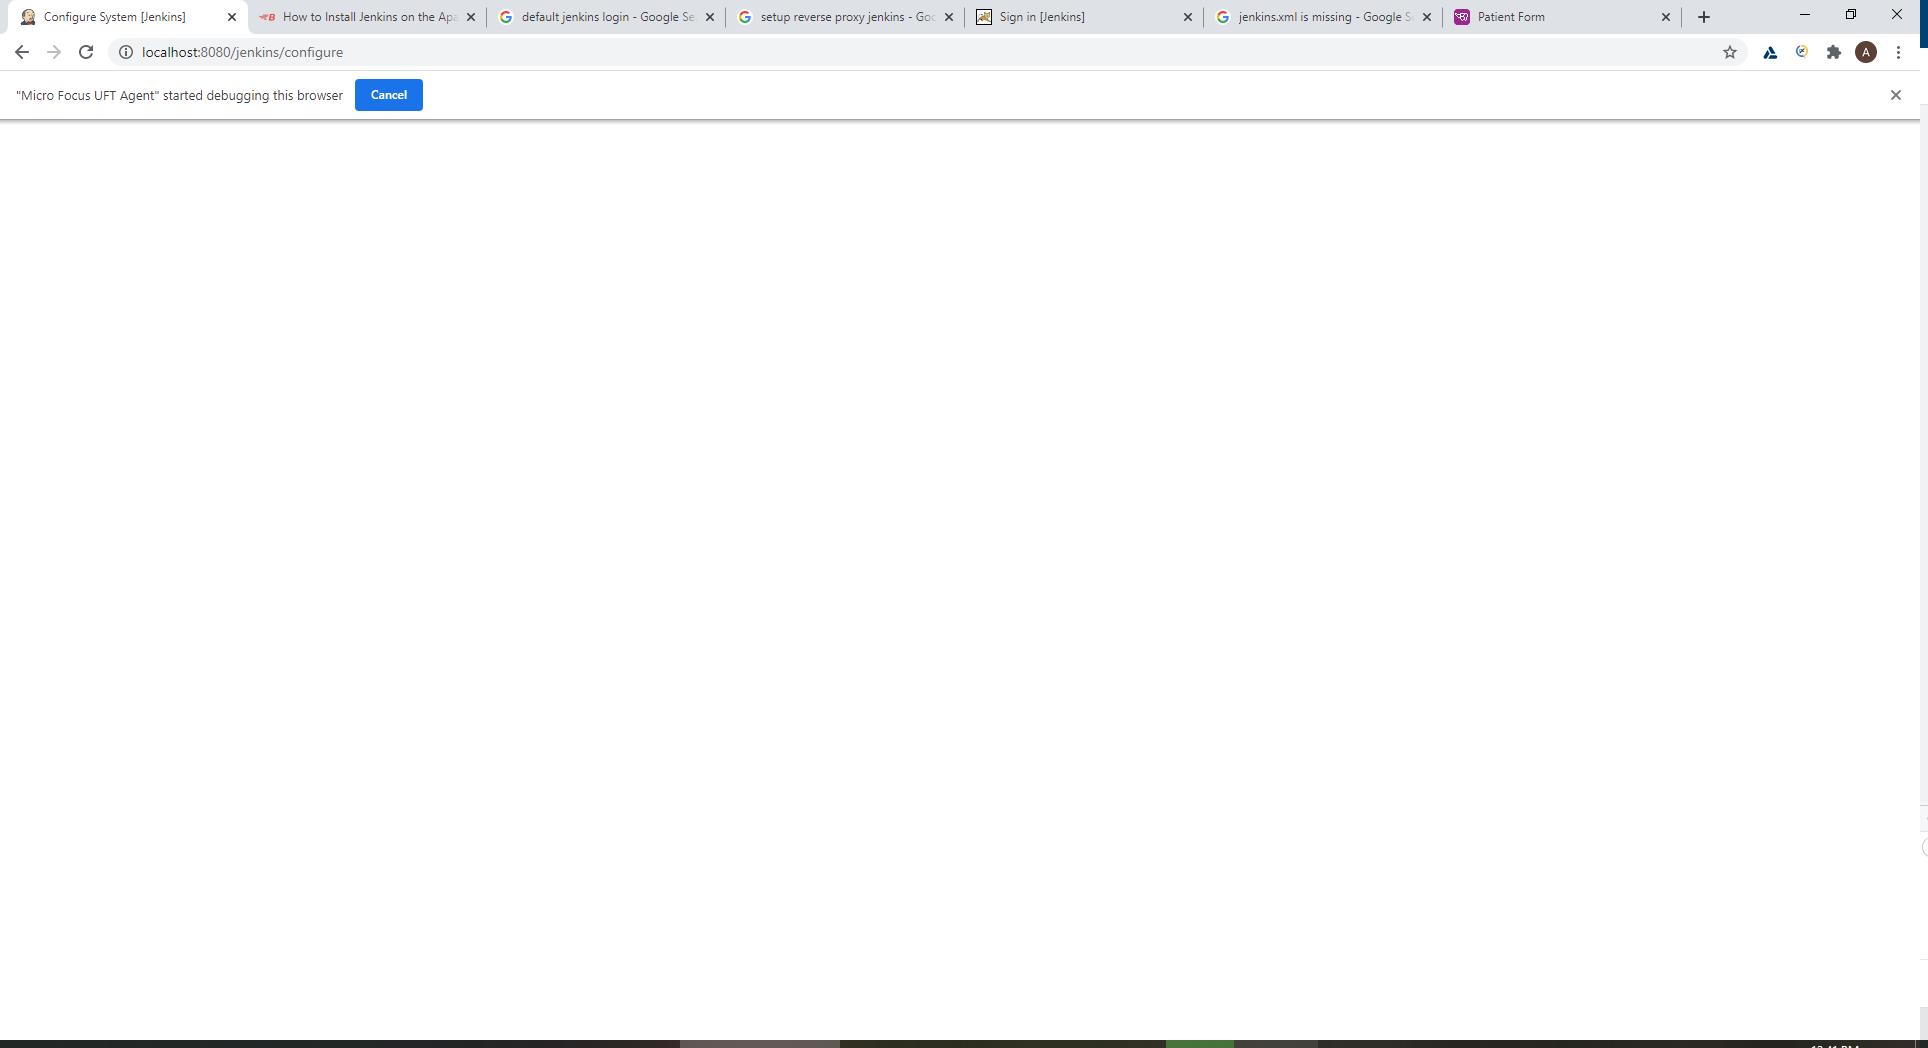 Configure System [Jenkins]
How to Install Jenkins on the Apa
default jenkins login - Google Se
setup reverse proxy jenkins - Goo
Sign in [Jenkins]
jenkins.xml is missing - Google S
Patient Form
localhost:8080/jenkins/configure
A
"Micro Focus UFT Agent" started debugging this browser
Cancel